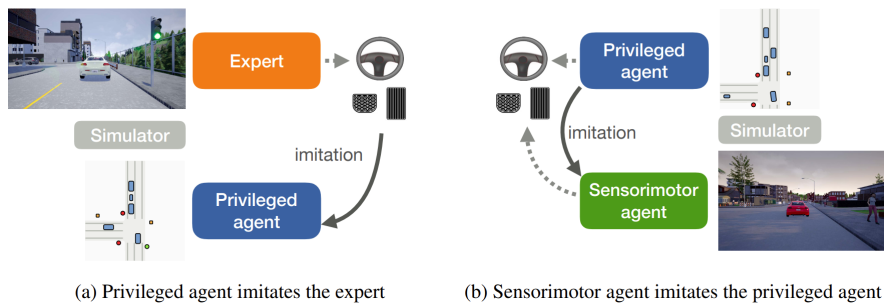 Expert
Simulator
imitation
Privileged
agent
(a) Privileged agent imitates the expert
Privileged
agent
imitation
Simulator
Sensorimotor
agent
(b) Sensorimotor agent imitates the privileged agent